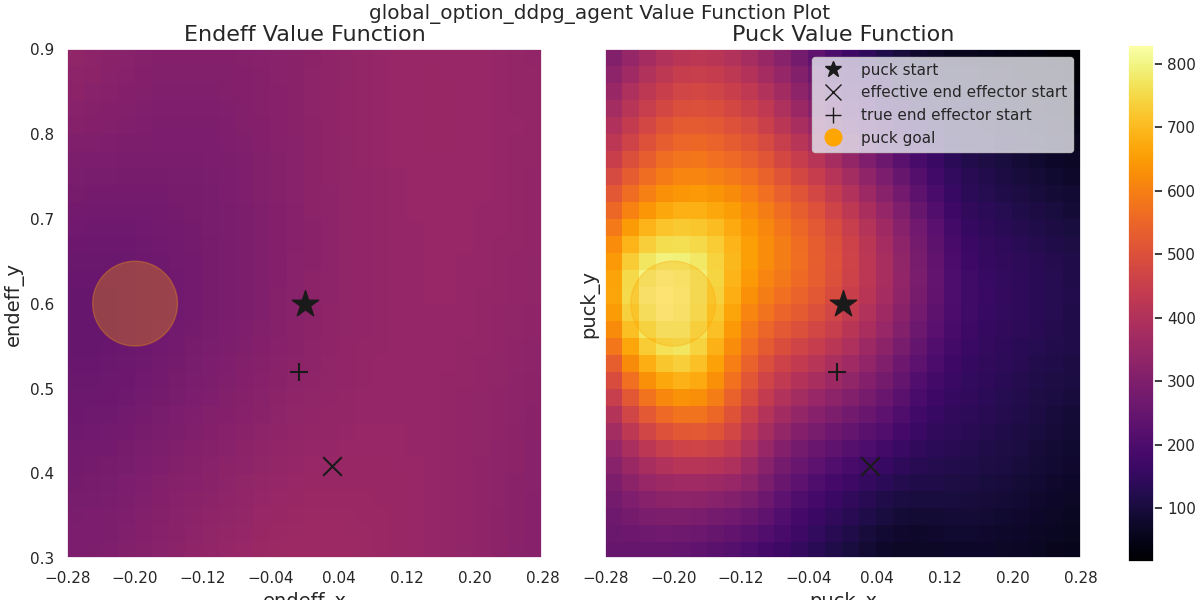 global_option_ddpg_agent Value Function Plot
Endeff Value Function
Puck Value Function
endeff_y
0.9
0.8
0.7
0.6
0.5
0.4
0.3
−0.28 −0.20 −0.12 −0.04 0.04 0.12 0.20 0.28
endeff_x
puck_y
puck start
effective end effector start
true end effector start
puck goal
−0.28 −0.20 −0.12 −0.04 0.04 0.12 0.20 0.28
puck_x
800
700
600
500
400
300
200
100